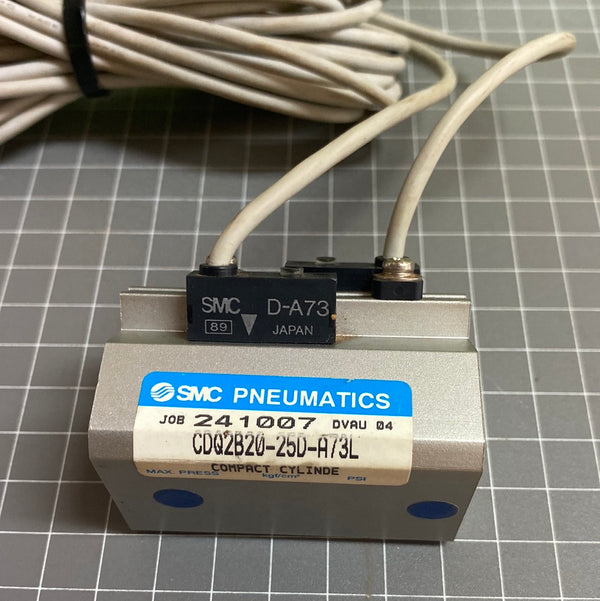 SMC D-A73
89 JAPAN
SMC PNEUMATICS
JOB 241007 DVAU 04
CDQ2B20-25D-A73L
COMPACT CYLINDE
MAX. PRESS kgf/cm² PSI